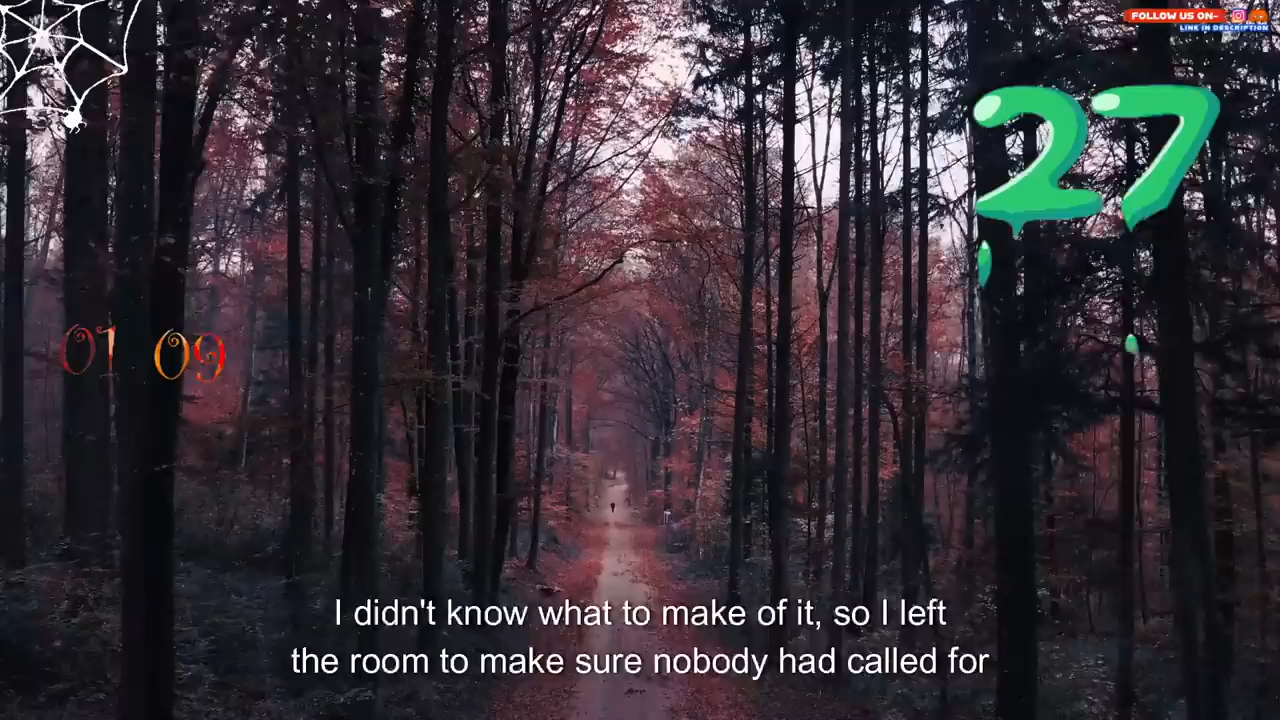 FOLLOW US ON-
LINK IN DESCRIPTION
27
01 09
I didn't know what to make of it, so I left
the room to make sure nobody had called for